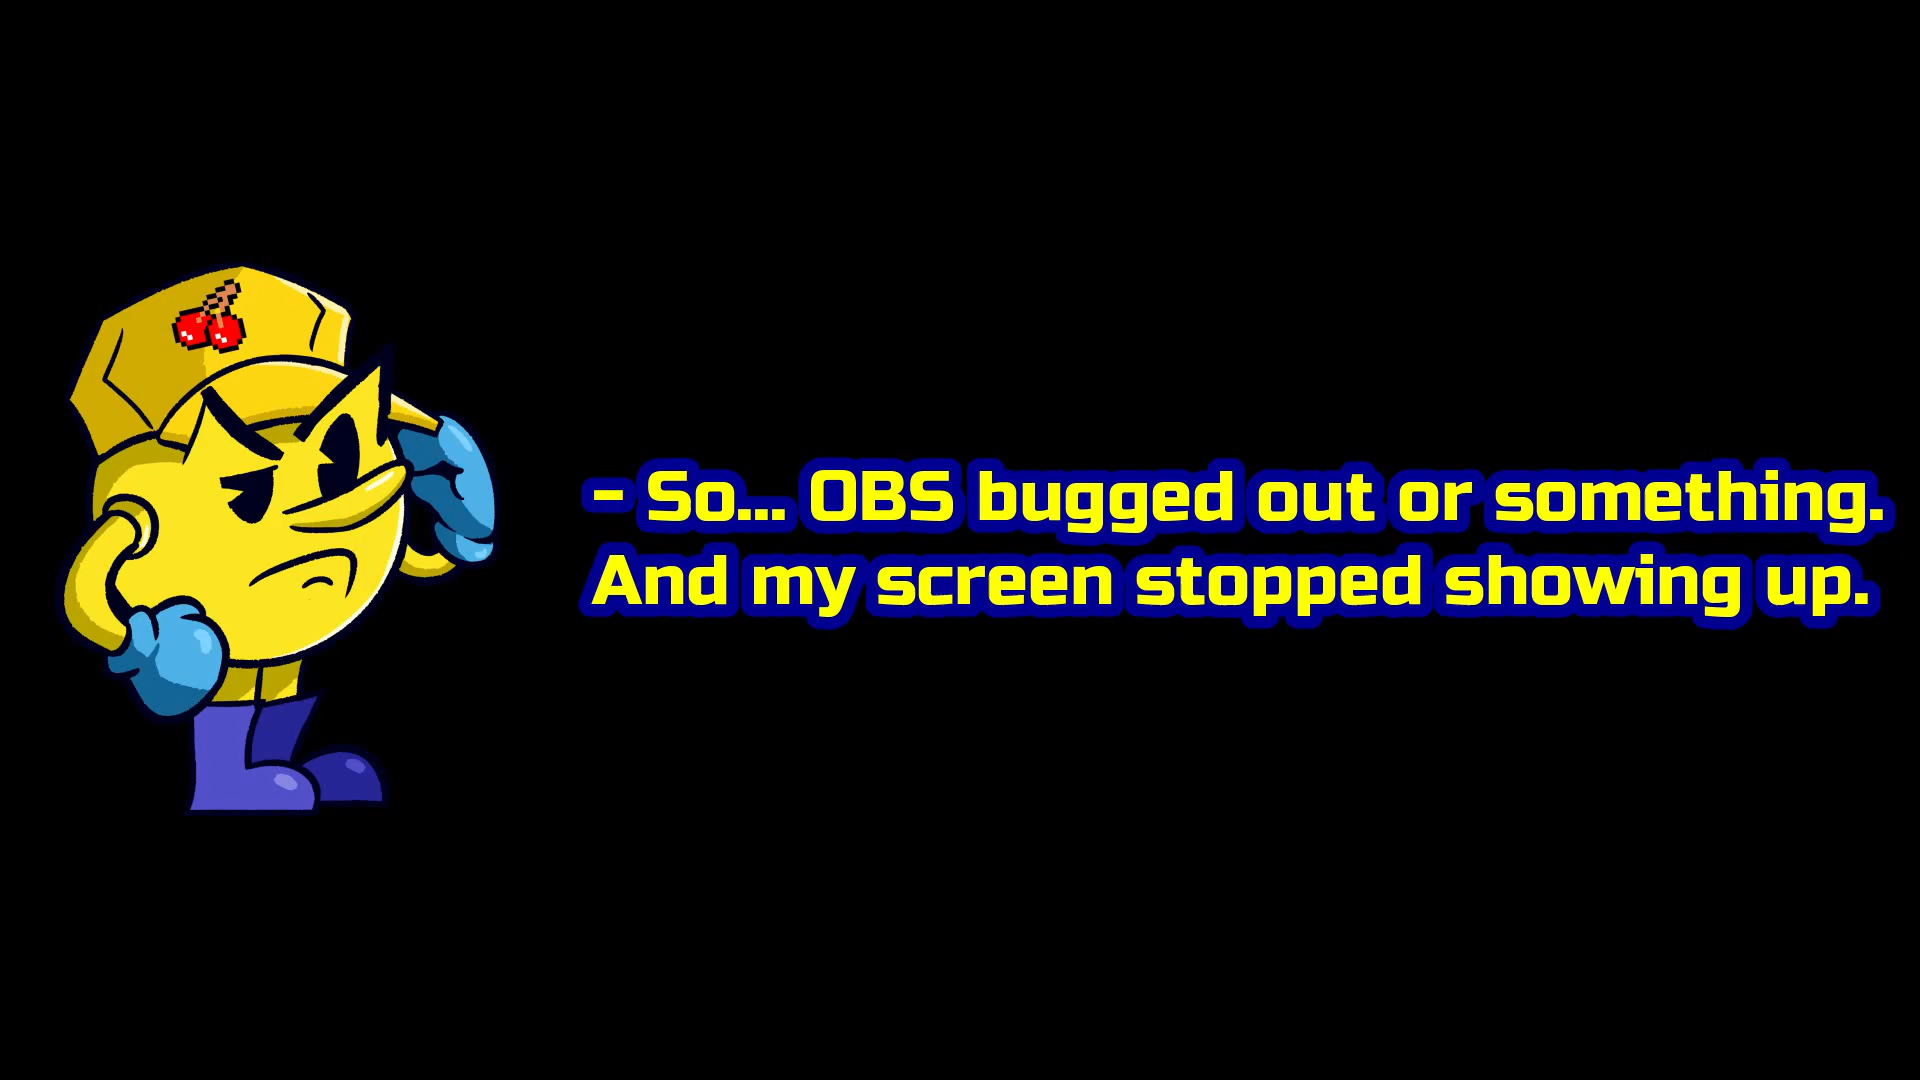 - So... OBS bugged out or something.
And my screen stopped showing up.